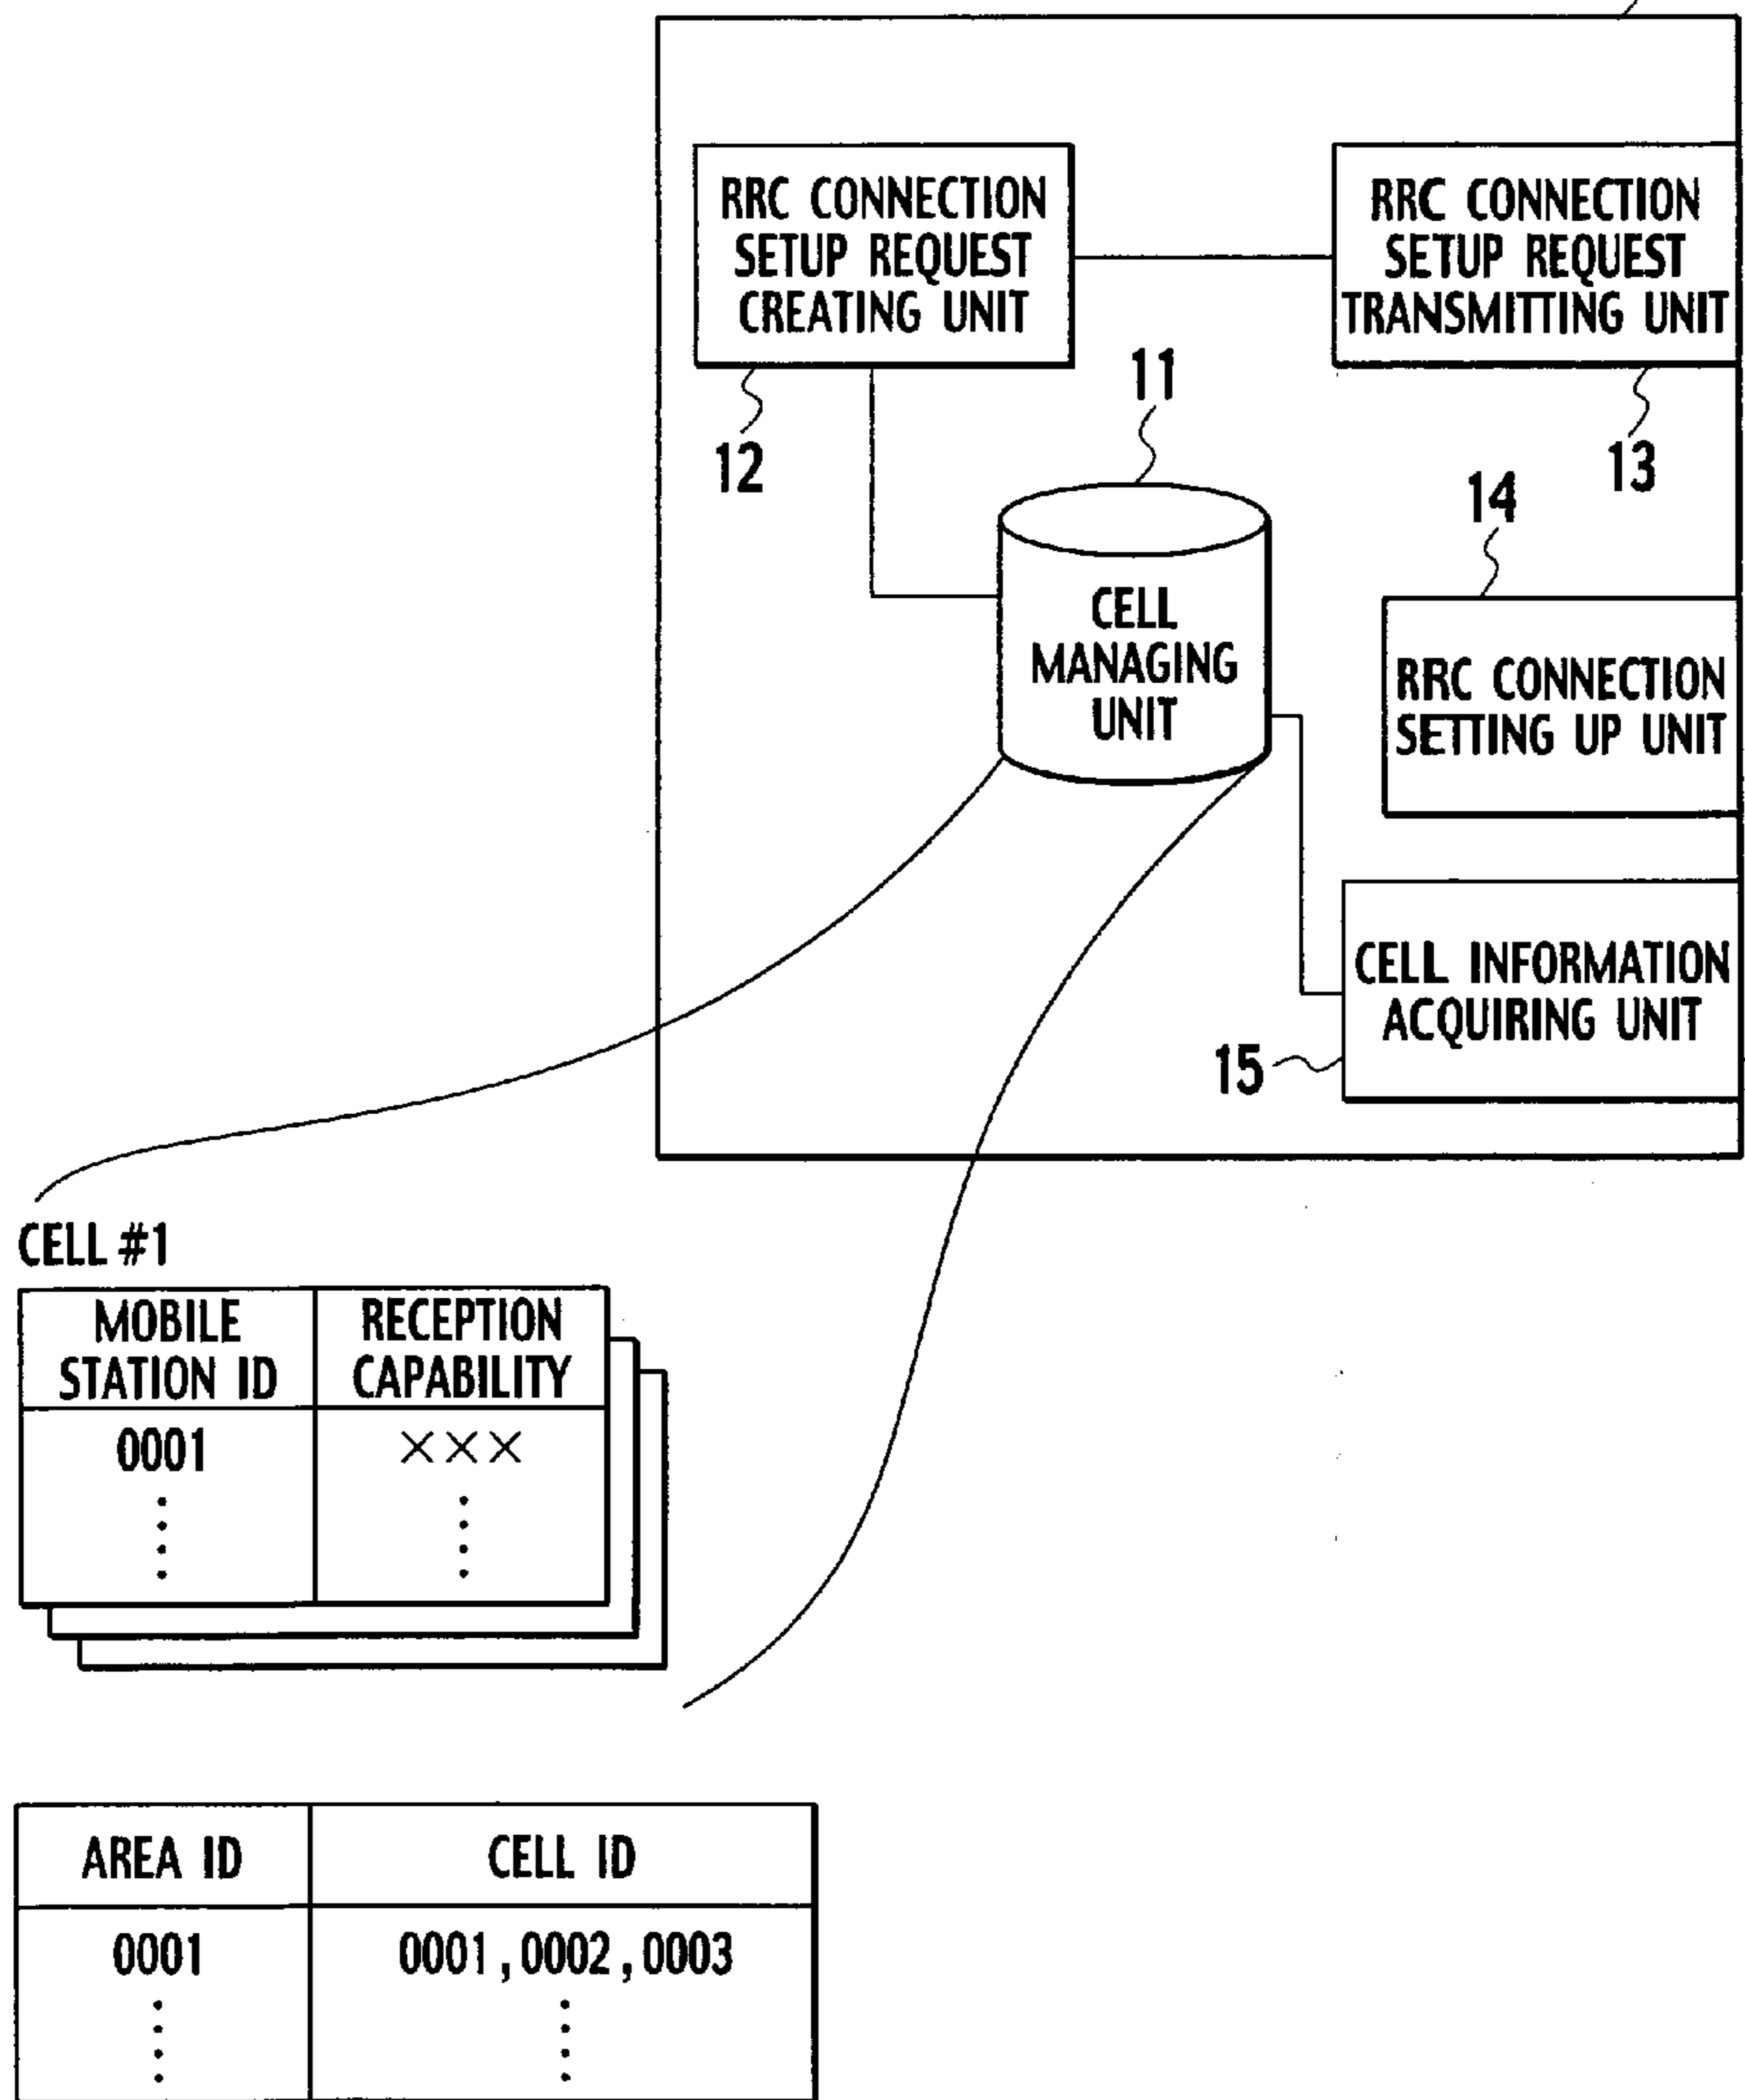 RRC CONNECTION
SETUP REQUEST
CREATING UNIT
RRC CONNECTION
SETUP REQUEST
TRANSMITTING UNIT
12
11
13
14
CELL
MANAGING
UNIT
RRC CONNECTION
SETTING UP UNIT
CELL INFORMATION
ACQUIRING UNIT
15
CELL #1
MOBILE
STATION ID
RECEPTION
CAPABILITY
0001
×××
AREA ID
CELL ID
0001
0001,0002,0003